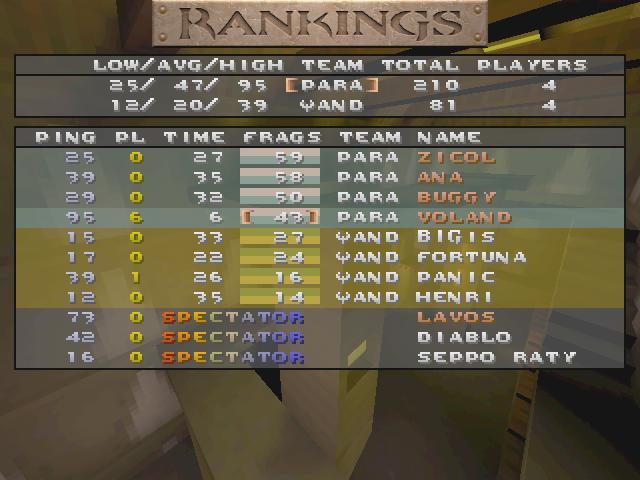 RANKINGS
LOW/AVG/HIGH TEAM TOTAL PLAYERS
25/ 47/ 95 [PARA] 210 4
12/ 20/ 39 YAND 81 4
PING PL TIME FRAGS TEAM NAME
25 0 27 59 PARA ZICOL
39 0 35 58 PARA ANA
29 0 32 50 PARA BUGGY
95 6 6 [ 43] PARA VOLAND
15 0 33 27 YAND BIGIS
17 0 22 24 YAND FORTUNA
39 1 26 16 YAND PANIC
12 0 35 14 YAND HENRI
73 0 SPECTATOR LAVOS
42 0 SPECTATOR DIABLO
16 0 SPECTATOR SEPPO RATY